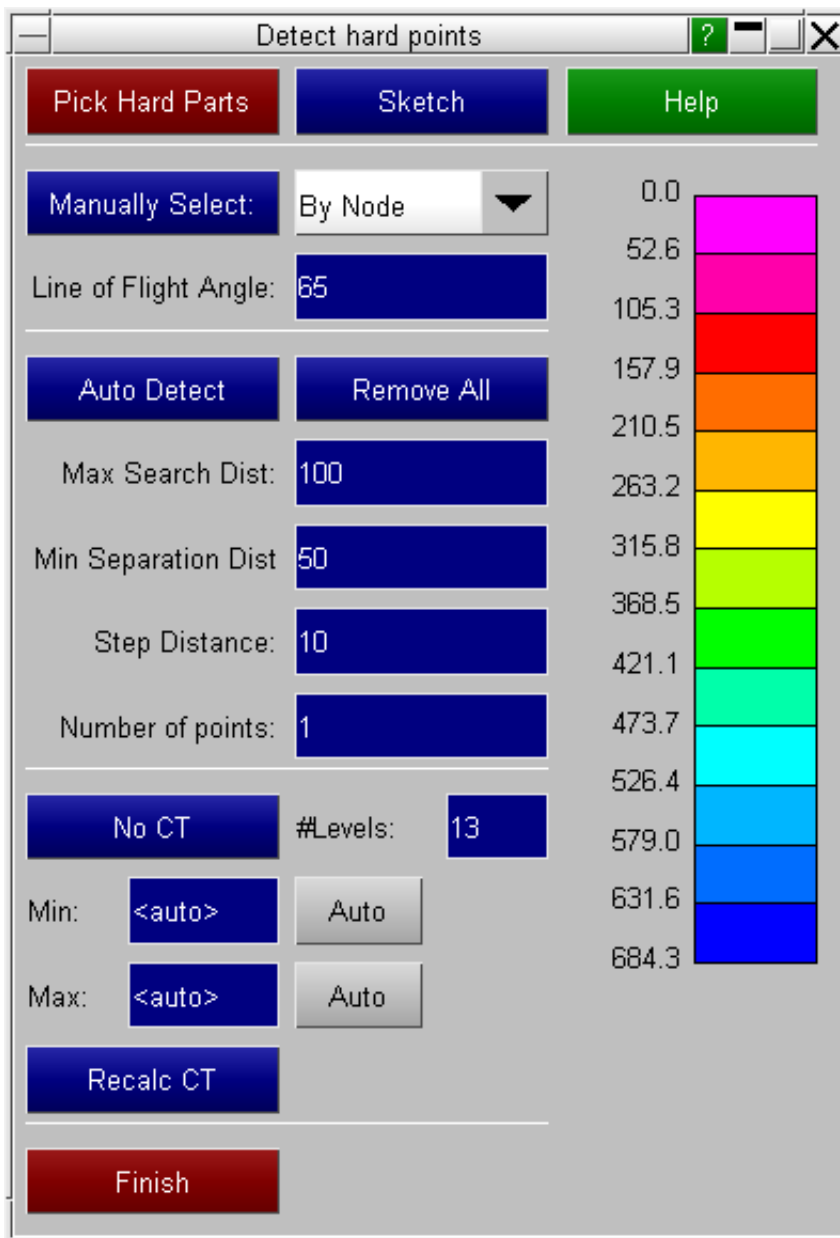 Detect hard points ?
Pick Hard Parts Sketch Help
Manually Select: By Node
Line of Flight Angle: 65
Auto Detect Remove All
Max Search Dist: 100
Min Separation Dist 50
Step Distance: 10
Number of points: 1
No CT #Levels: 13
Min: <auto> Auto
Max: <auto> Auto
Recalc CT
Finish
0.0
52.6
105.3
157.9
210.5
263.2
315.8
368.5
421.1
473.7
526.4
579.0
631.6
684.3